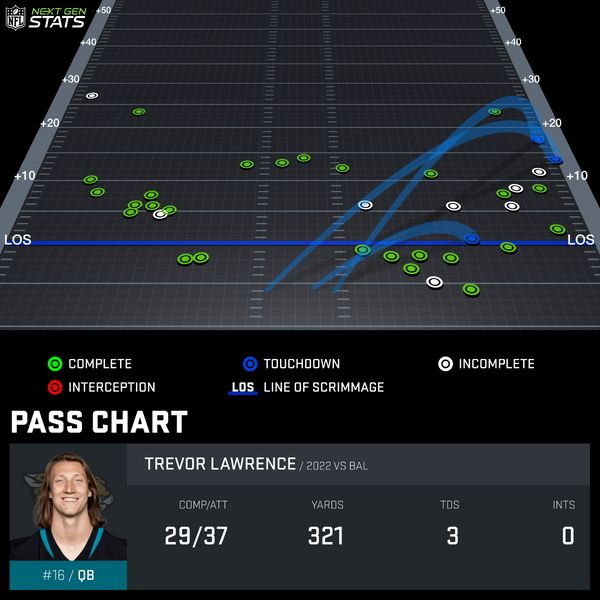 NFL NEXT GEN STATS
+50 +50
+40 +40
+30 +30
+20 +20
+10 +10
LOS LOS
COMPLETE TOUCHDOWN INCOMPLETE
INTERCEPTION LOS LINE OF SCRIMMAGE
PASS CHART
TREVOR LAWRENCE / 2022 VS BAL
COMP/ATT YARDS TDS INTS
29/37 321 3 0
#16 / QB